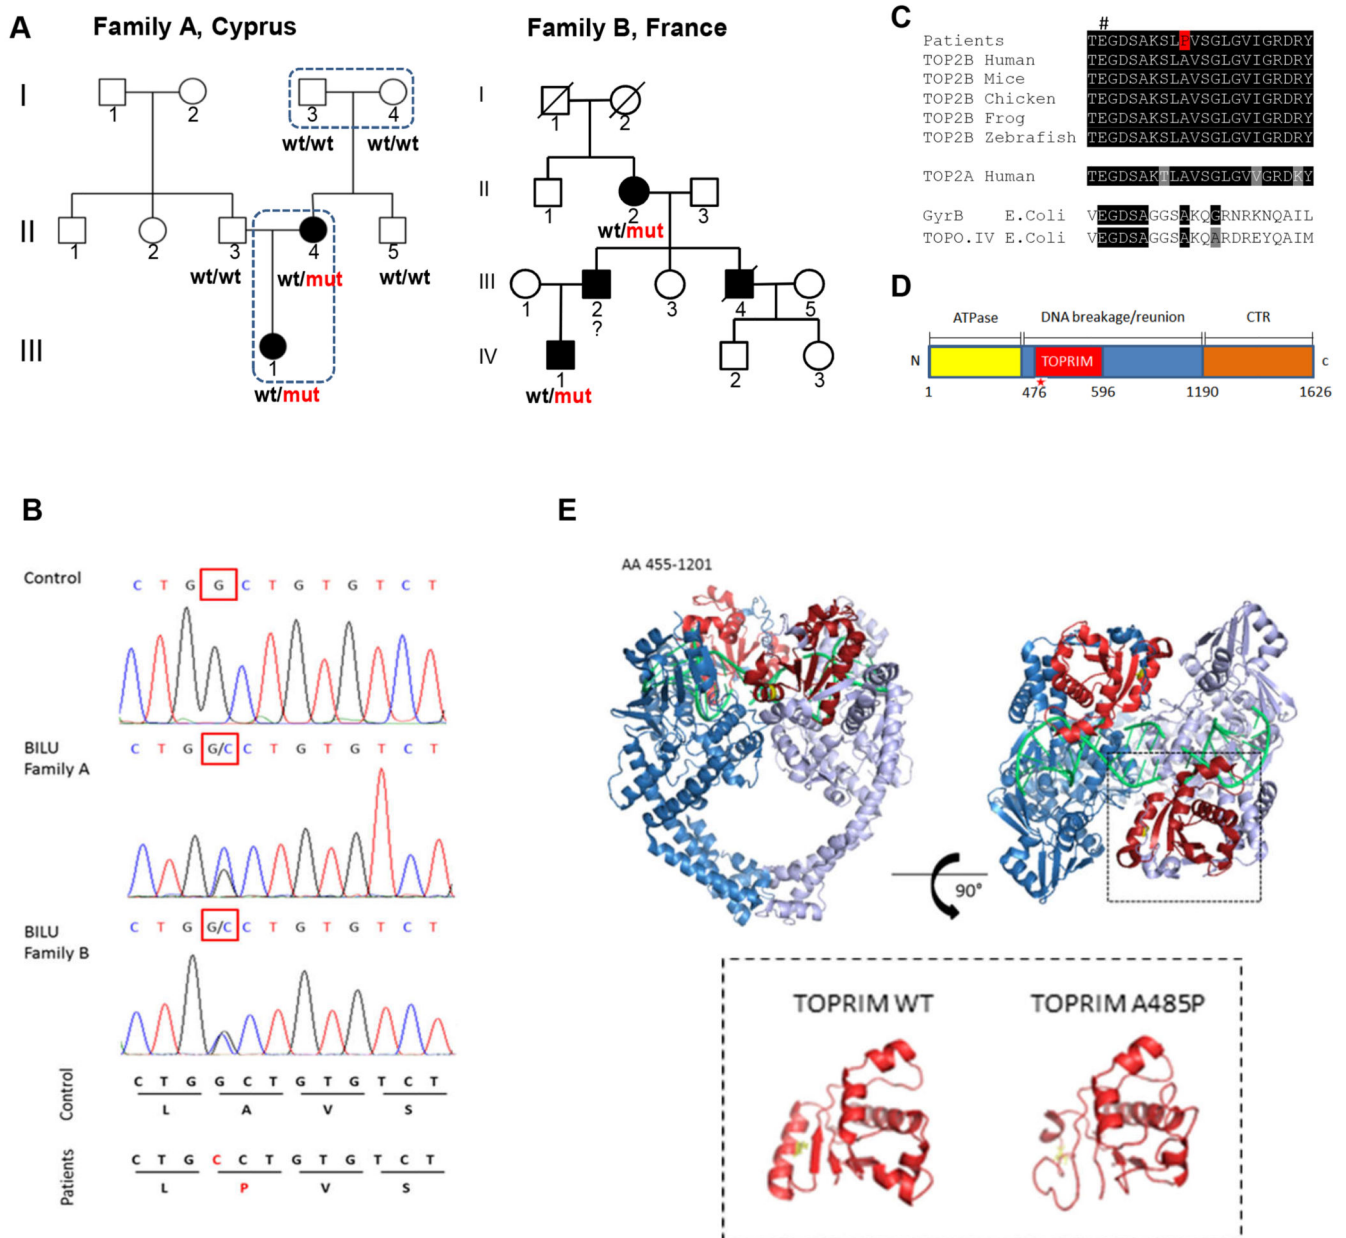 A
Family A, Cyprus
Family B, France
I
1
2
3
4
wt/wt
wt/wt
II
1
2
3
4
5
wt/wt
wt/mut
wt/wt
III
1
wt/mut
I
1
2
II
1
2
3
wt/mut
III
1
2
3
4
5
?
IV
1
2
3
wt/mut
C
#
Patients TEGDSAKSLPVSGLGVIGRDRY
TOP2B Human TEGDSAKSLAVSGLGVIGRDRY
TOP2B Mice TEGDSAKSLAVSGLGVIGRDRY
TOP2B Chicken TEGDSAKSLAVSGLGVIGRDRY
TOP2B Frog TEGDSAKSLAVSGLGVIGRDRY
TOP2B Zebrafish TEGDSAKSLAVSGLGVIGRDRY
TOP2A Human TEGDSAKTLAVSGLGVVGRDKY
GyrB E.Coli VEGDSAGGSAKQGRNRKNQAIL
TOPO.IV E.Coli VEGDSAGGSAKQARDREYQAIM
D
ATPase DNA breakage/reunion CTR
N TOPRIM c
1 476 596 1190 1626
B
Control
C T G G C T G T G T C T
BILU
Family A
C T G G/C C T G T G T C T
BILU
Family B
C T G G/C C T G T G T C T
Control
C T G G C T G T G T C T
L A V S
Patients
C T G C C T G T G T C T
L P V S
E
AA 455-1201
90°
TOPRIM WT
TOPRIM A485P